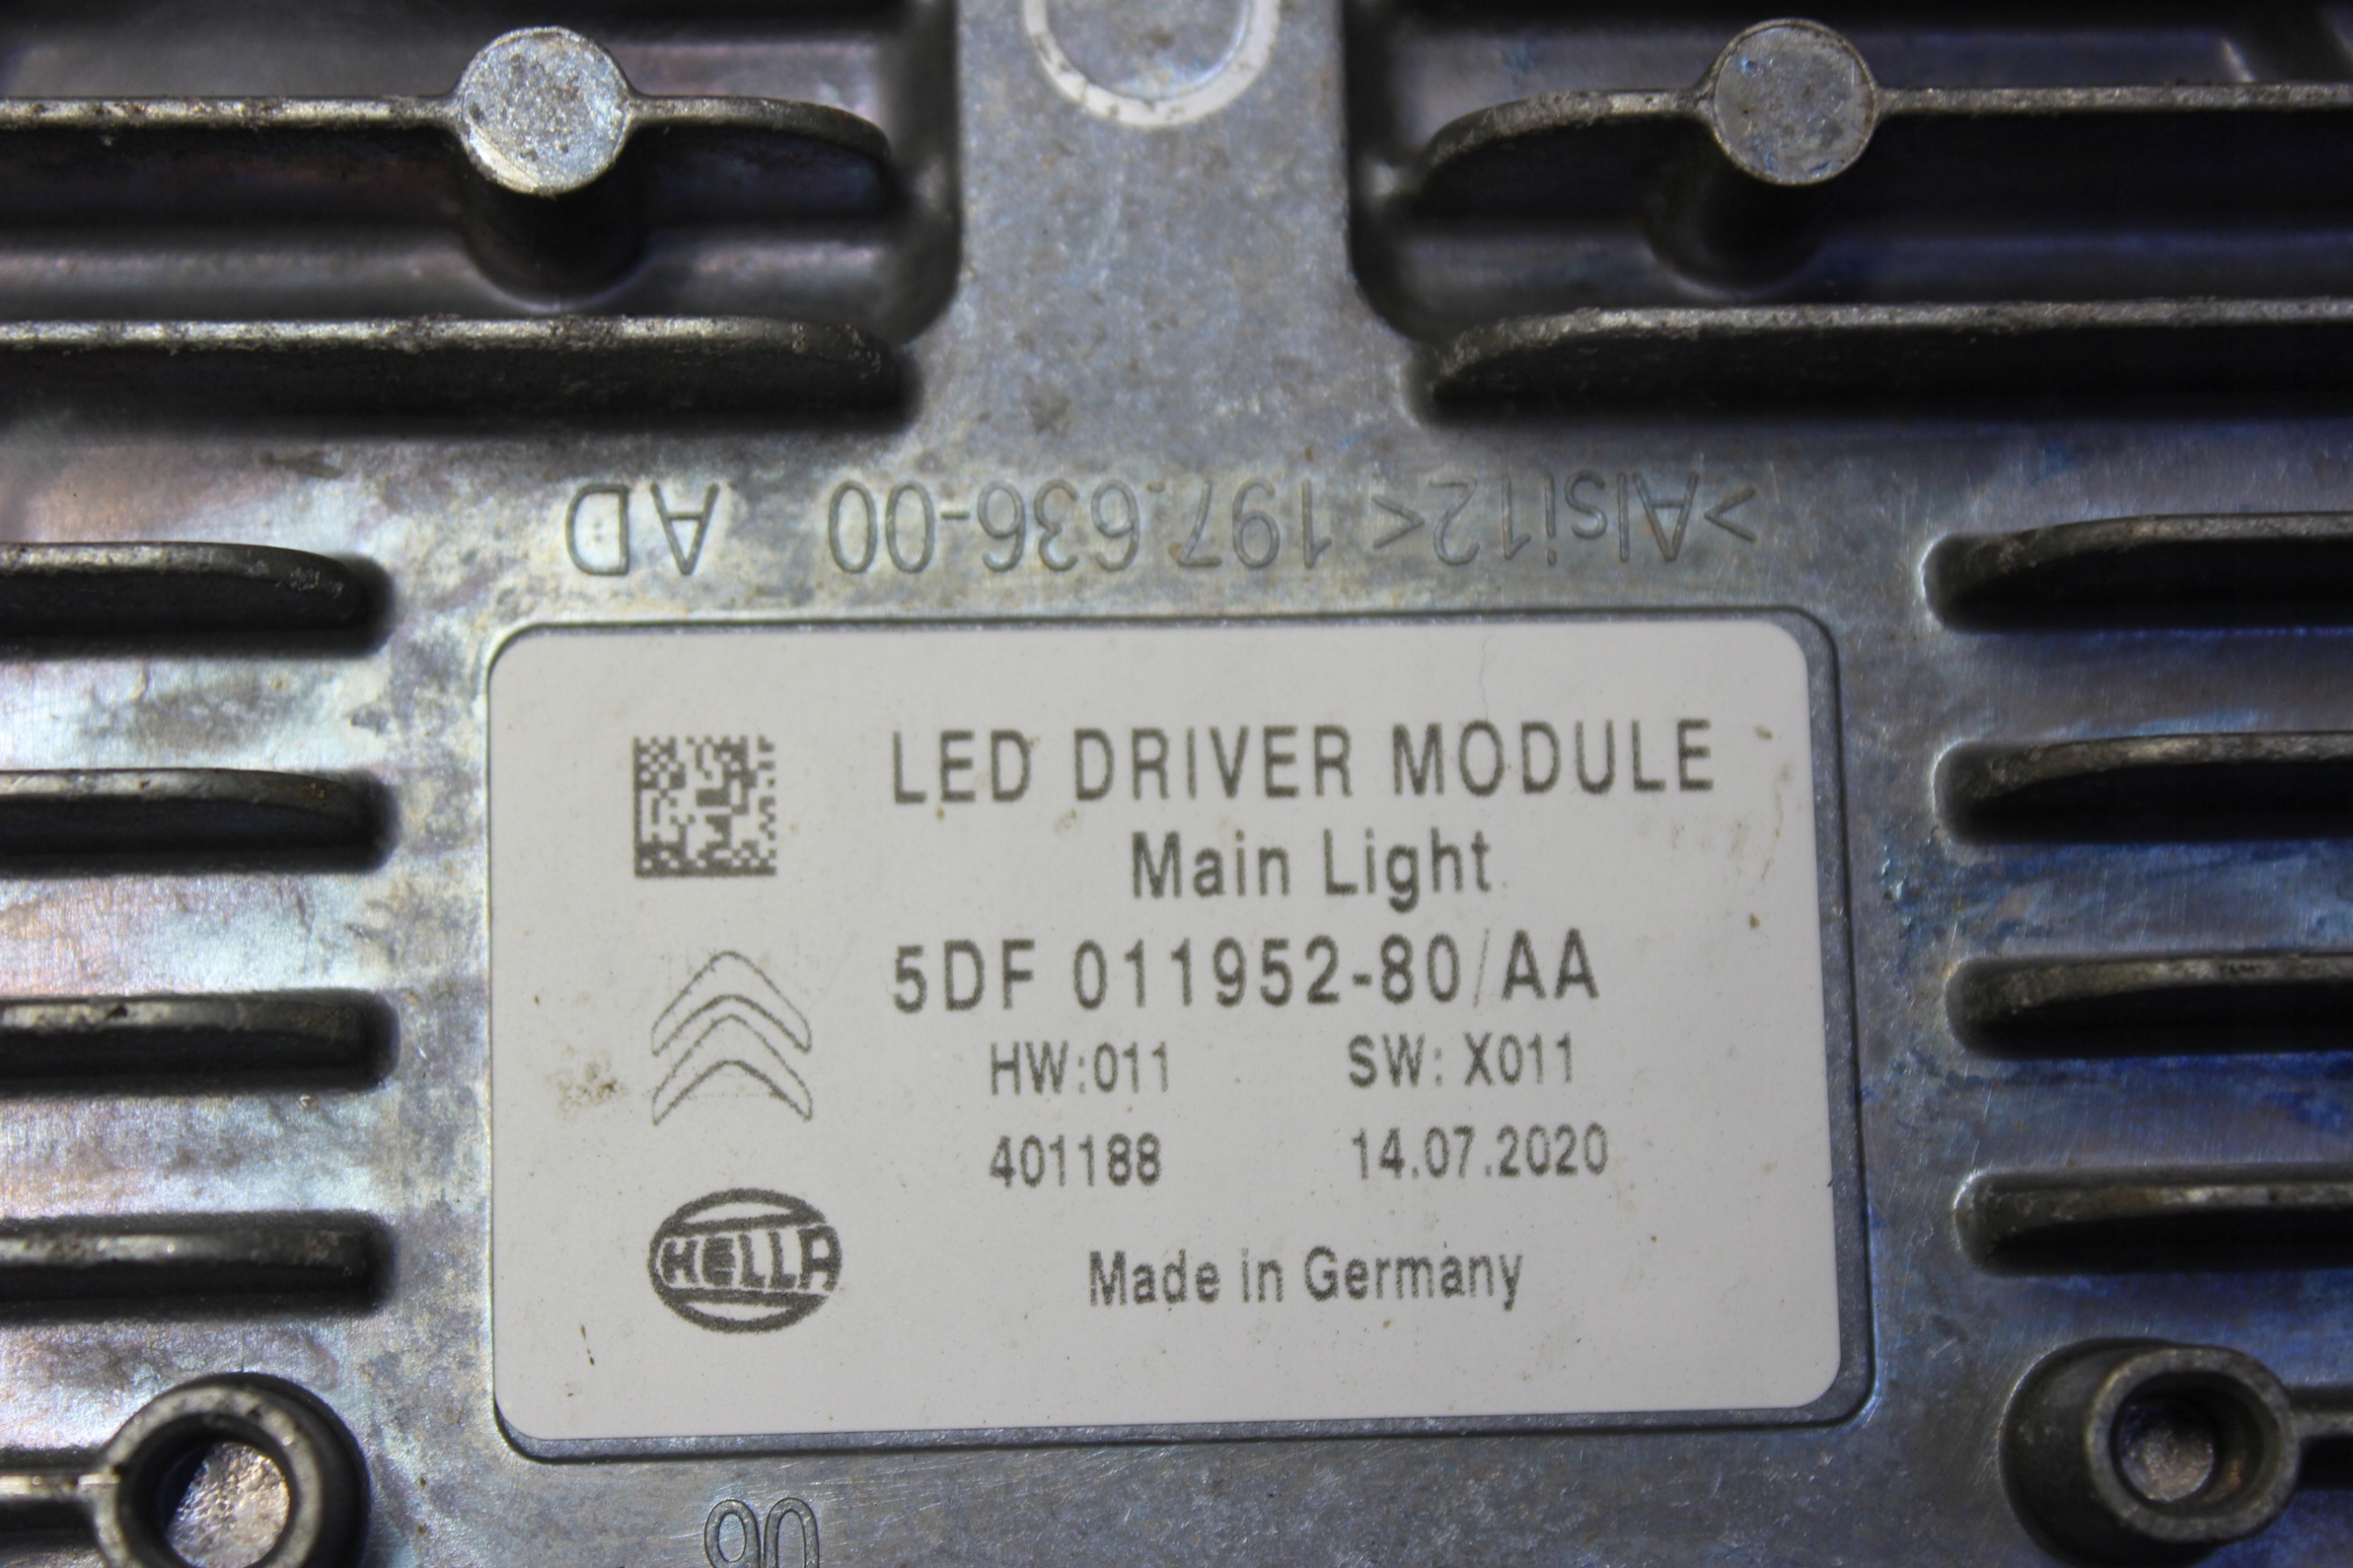 >Alsi12< 197.636-00 AD
LED DRIVER MODULE
Main Light
5DF 011952-80/AA
HW:011 SW: X011
401188 14.07.2020
HELLA
Made in Germany